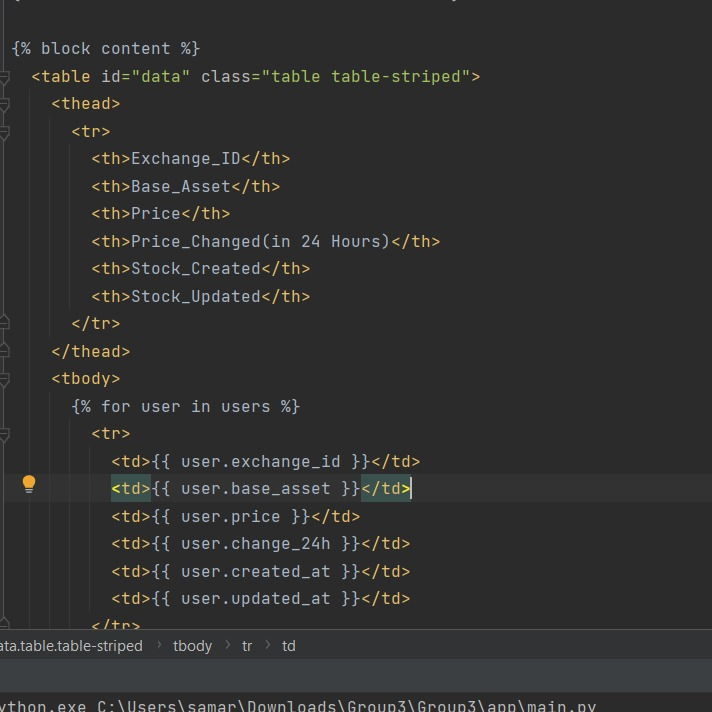 {% block content %}
<table id="data" class="table table-striped">
<thead>
<tr>
<th>Exchange_ID</th>
<th>Base_Asset</th>
<th>Price</th>
<th>Price_Changed(in 24 Hours)</th>
<th>Stock_Created</th>
<th>Stock_Updated</th>
</tr>
</thead>
<tbody>
{% for user in users %}
<tr>
<td>{{ user.exchange_id }}</td>
<td>{{ user.base_asset }}</td>
<td>{{ user.price }}</td>
<td>{{ user.change_24h }}</td>
<td>{{ user.created_at }}</td>
<td>{{ user.updated_at }}</td>
</tr>
ata.table.table-striped › tbody › tr › td
ython.exe C:\Users\samar\Downloads\Group3\Group3\app\main.py